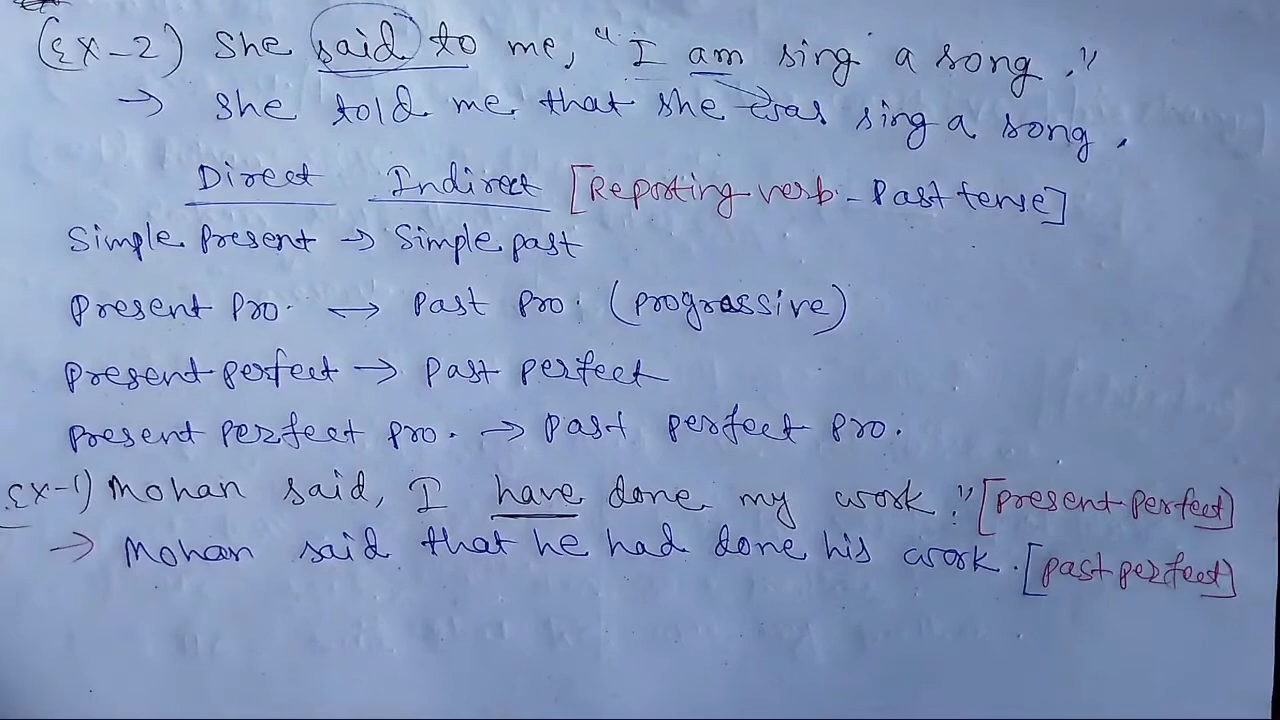 (Ex-2) She said to me, "I am sing a song."
→ she told me that she was sing a song.
Direct Indirect [Reporting verb - Past tense]
Simple Present → Simple past
Present Pro. → Past Pro. (progressive)
Present perfect → Past perfect
Present perfect pro. → Past perfect pro.
Ex-1) Mohan said, I have done my work." [present perfect]
→ Mohan said that he had done his work. [past perfect]